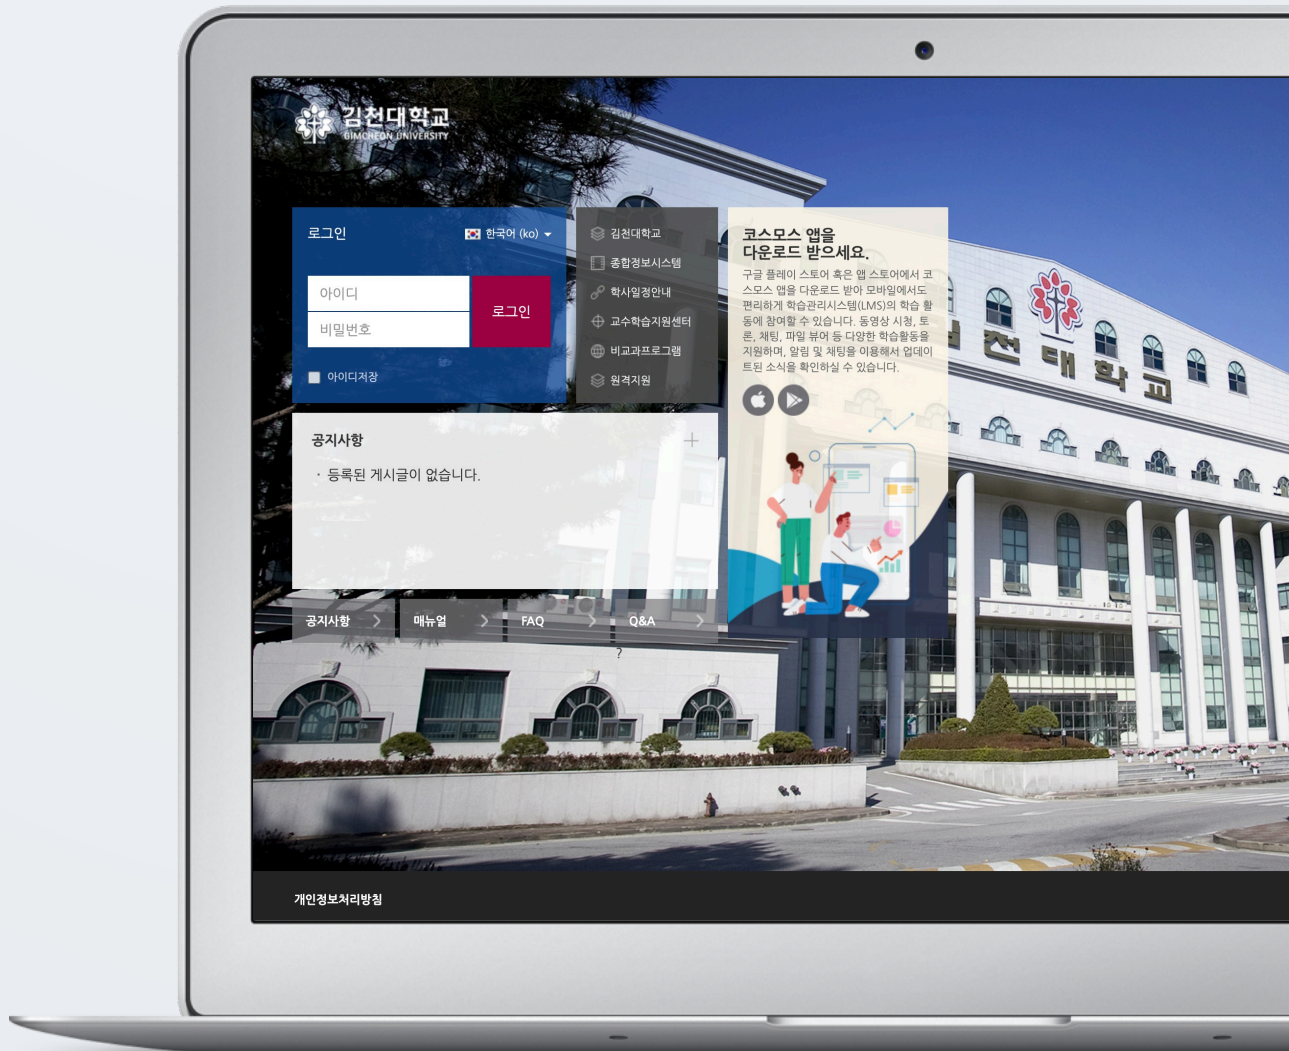 김천대학교
GIMCHEON UNIVERSITY
로그인
한국어 (ko)
아이디
비밀번호
로그인
아이디저장
김천대학교
종합정보시스템
학사일정안내
교수학습지원센터
비교과프로그램
원격지원
코스모스 앱을
다운로드 받으세요.
구글 플레이 스토어 혹은 앱 스토어에서 코
스모스 앱을 다운로드 받아 모바일에서도
편리하게 학습관리시스템(LMS)의 학습 활
동에 참여할 수 있습니다. 동영상 시청, 토
론, 채팅, 파일 뷰어 등 다양한 학습활동을
지원하며, 알림 및 채팅을 이용해서 업데이
트된 소식을 확인하실 수 있습니다.
공지사항
등록된 게시글이 없습니다.
공지사항
매뉴얼
FAQ
Q&A
?
김천대학교
개인정보처리방침